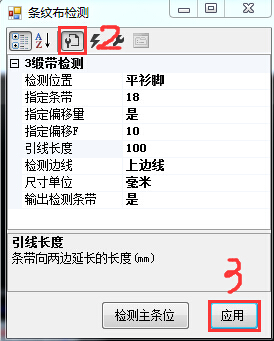 条纹布检测
2
3缎带检测
检测位置 平衫脚
指定条带 18
指定偏移量 是
指定偏移F 10
引线长度 100
检测边线 上边线
尺寸单位 毫米
输出检测条带 是
引线长度
条带向两边延长的长度(mm)
3
检测主条位 应用